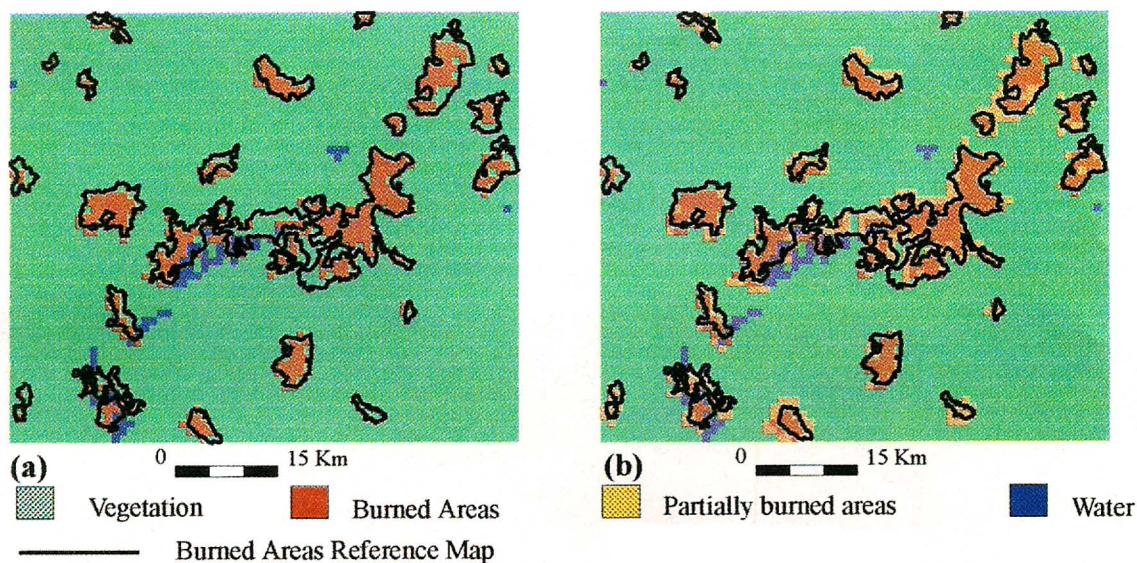 (a) 0 15 Km (b) 0 15 Km
Vegetation Burned Areas Partially burned areas Water
Burned Areas Reference Map